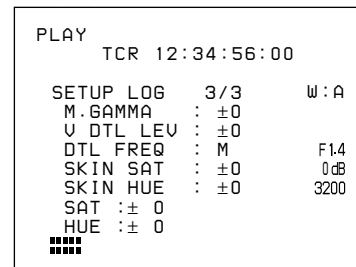 PLAY
TCR 12:34:56:00
SETUP LOG 3/3 W:A
M.GAMMA : ±0
V DTL LEV : ±0
DTL FREQ : M F1.4
SKIN SAT : ±0 0dB
SKIN HUE : ±0 3200
SAT :± 0
HUE :± 0